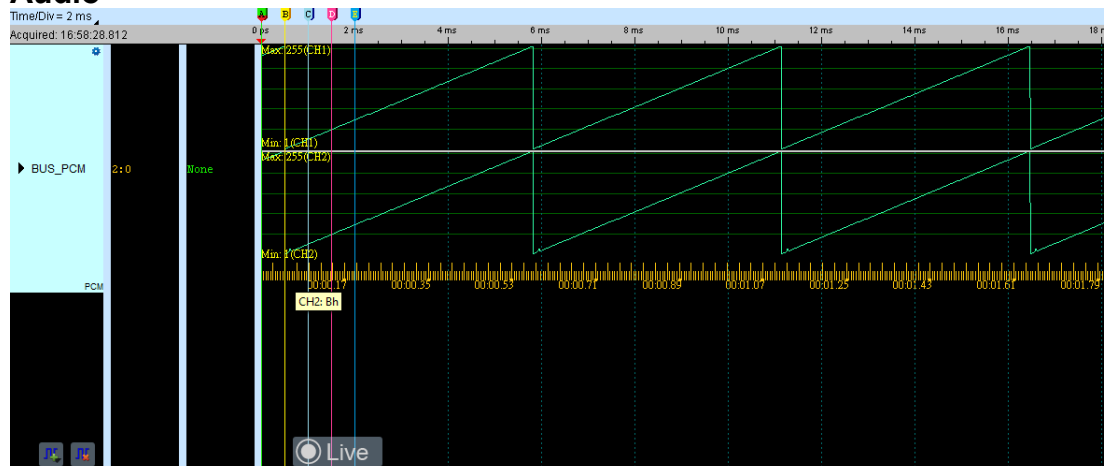 Audio
Time/Div = 2 ms
A B C D E
Acquired: 16:58:28.812
0 ps 2 ms 4 ms 6 ms 8 ms 10 ms 12 ms 14 ms 16 ms 18 m
Max: 255(CH1)
Min: 1(CH1)
Max: 255(CH2)
BUS_PCM 2:0 None
Min: 1(CH2)
PCM
00:00.17 00:00.35 00:00.53 00:00.71 00:00.89 00:01.07 00:01.25 00:01.43 00:01.61 00:01.79
CH2: Bh
Live